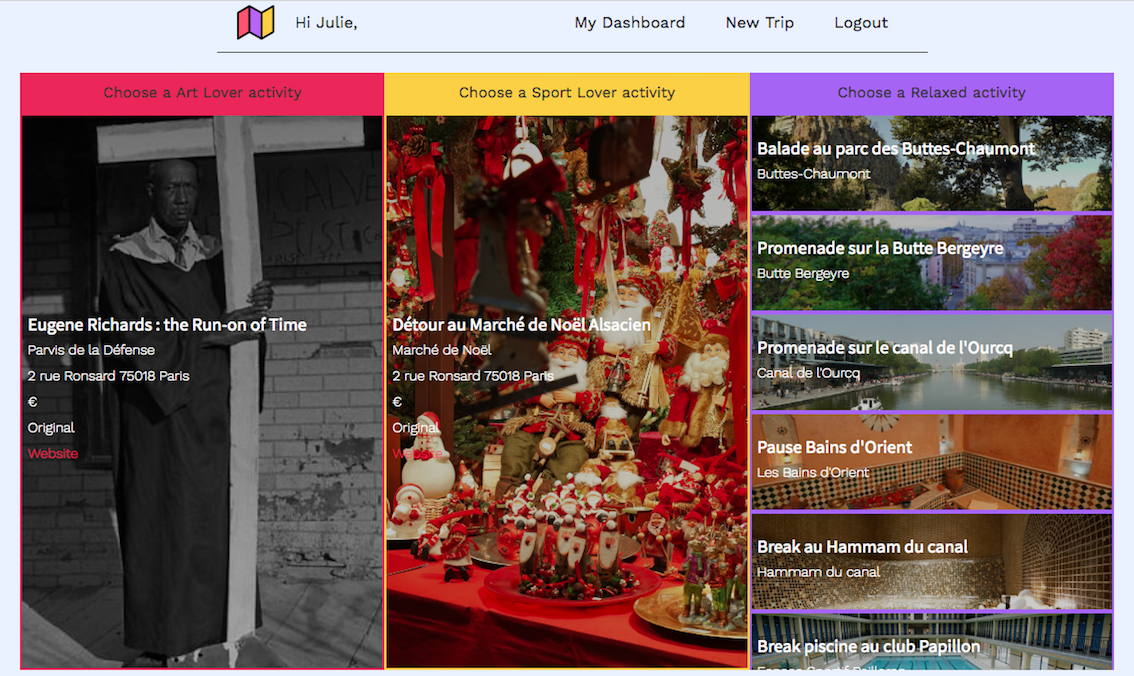 Hi Julie,
My Dashboard
New Trip
Logout
Choose a Art Lover activity
Eugene Richards : the Run-on of Time
Parvis de la Défense
2 rue Ronsard 75018 Paris
€
Original
Website
Choose a Sport Lover activity
Détour au Marché de Noël Alsacien
Marché de Noël
2 rue Ronsard 75018 Paris
€
Original
Website
Choose a Relaxed activity
Balade au parc des Buttes-Chaumont
Buttes-Chaumont
Promenade sur la Butte Bergeyre
Butte Bergeyre
Promenade sur le canal de l'Ourcq
Canal de l'Ourcq
Pause Bains d'Orient
Les Bains d'Orient
Break au Hammam du canal
Hammam du canal
Break piscine au club Papillon